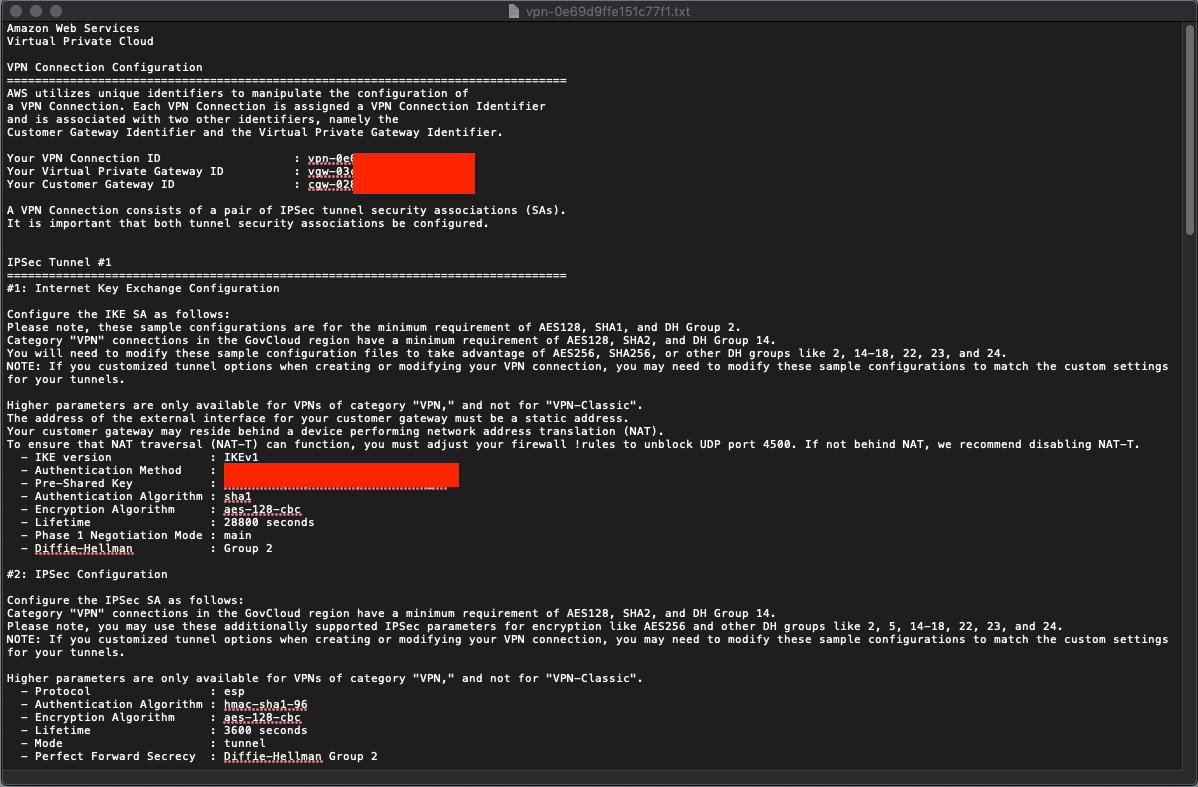 vpn-0e69d9ffe151c77f1.txt
Amazon Web Services
Virtual Private Cloud
VPN Connection Configuration
================================================================================
AWS utilizes unique identifiers to manipulate the configuration of
a VPN Connection. Each VPN Connection is assigned a VPN Connection Identifier
and is associated with two other identifiers, namely the
Customer Gateway Identifier and the Virtual Private Gateway Identifier.
Your VPN Connection ID : vpn-0e6
Your Virtual Private Gateway ID : vgw-03
Your Customer Gateway ID : cgw-028
A VPN Connection consists of a pair of IPSec tunnel security associations (SAs).
It is important that both tunnel security associations be configured.
IPSec Tunnel #1
================================================================================
#1: Internet Key Exchange Configuration
Configure the IKE SA as follows:
Please note, these sample configurations are for the minimum requirement of AES128, SHA1, and DH Group 2.
Category "VPN" connections in the GovCloud region have a minimum requirement of AES128, SHA2, and DH Group 14.
You will need to modify these sample configuration files to take advantage of AES256, SHA256, or other DH groups like 2, 14-18, 22, 23, and 24.
NOTE: If you customized tunnel options when creating or modifying your VPN connection, you may need to modify these sample configurations to match the custom settings
for your tunnels.
Higher parameters are only available for VPNs of category "VPN," and not for "VPN-Classic".
The address of the external interface for your customer gateway must be a static address.
Your customer gateway may reside behind a device performing network address translation (NAT).
To ensure that NAT traversal (NAT-T) can function, you must adjust your firewall !rules to unblock UDP port 4500. If not behind NAT, we recommend disabling NAT-T.
- IKE version : IKEv1
- Authentication Method :
- Pre-Shared Key :
- Authentication Algorithm : sha1
- Encryption Algorithm : aes-128-cbc
- Lifetime : 28800 seconds
- Phase 1 Negotiation Mode : main
- Diffie-Hellman : Group 2
#2: IPSec Configuration
Configure the IPSec SA as follows:
Category "VPN" connections in the GovCloud region have a minimum requirement of AES128, SHA2, and DH Group 14.
Please note, you may use these additionally supported IPSec parameters for encryption like AES256 and other DH groups like 2, 5, 14-18, 22, 23, and 24.
NOTE: If you customized tunnel options when creating or modifying your VPN connection, you may need to modify these sample configurations to match the custom settings
for your tunnels.
Higher parameters are only available for VPNs of category "VPN," and not for "VPN-Classic".
- Protocol : esp
- Authentication Algorithm : hmac-sha1-96
- Encryption Algorithm : aes-128-cbc
- Lifetime : 3600 seconds
- Mode : tunnel
- Perfect Forward Secrecy : Diffie-Hellman Group 2